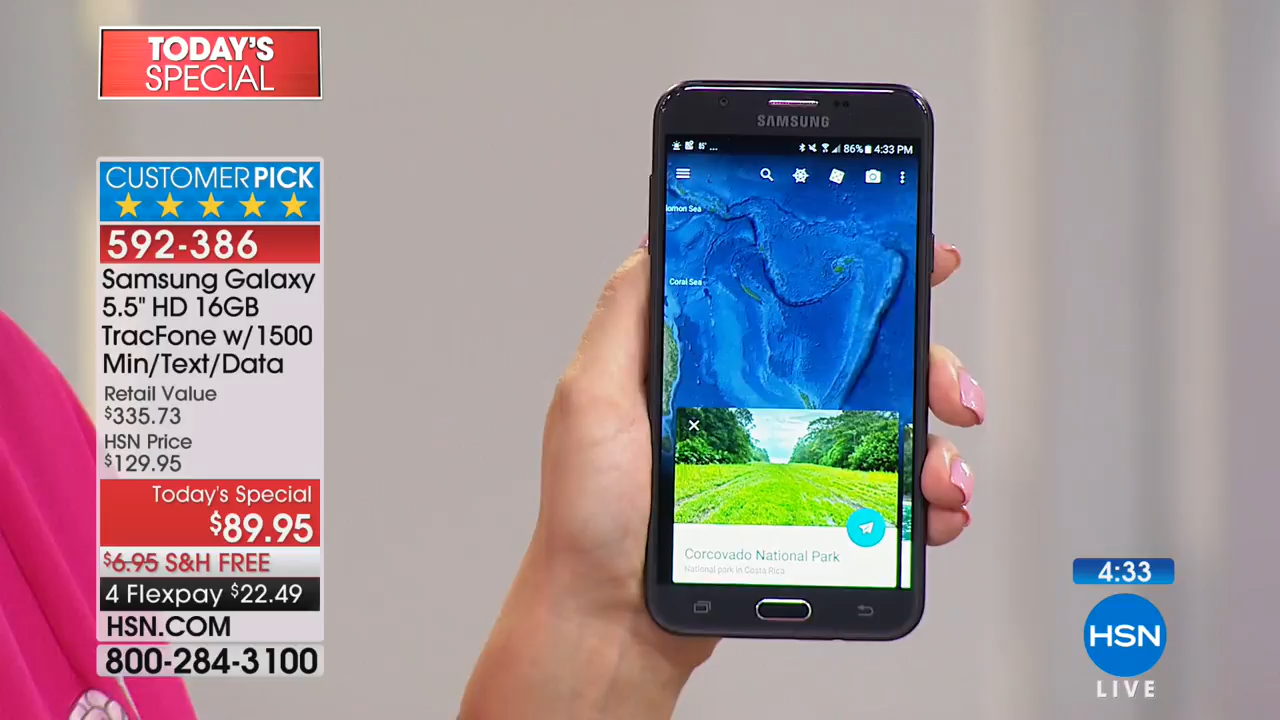 TODAY'S
SPECIAL
CUSTOMER PICK
592-386
Samsung Galaxy
5.5" HD 16GB
TracFone w/1500
Min/Text/Data
Retail Value
$335.73
HSN Price
$129.95
Today's Special
$89.95
$6.95 S&H FREE
4 Flexpay $22.49
HSN.COM
800-284-3100
SAMSUNG
85° ... 86% 4:33 PM
lomon Sea
Coral Sea
Corcovado National Park
National park in Costa Rica
4:33
HSN
LIVE